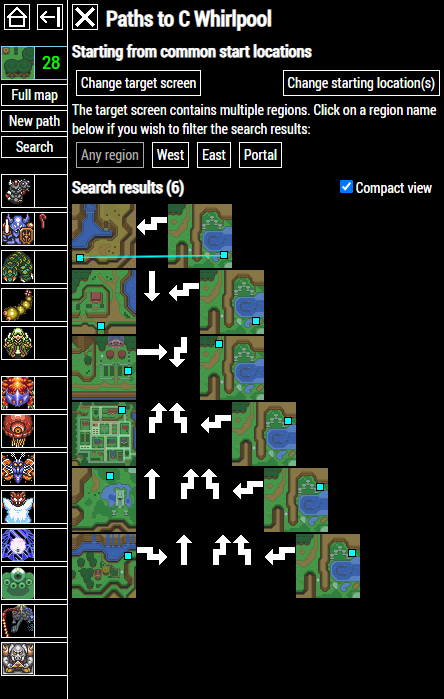 Paths to C Whirlpool
Starting from common start locations
28
Change target screen
Change starting location(s)
Full map
The target screen contains multiple regions. Click on a region name
below if you wish to filter the search results:
New path
Search
Any region
West
East
Portal
Search results (6)
Compact view